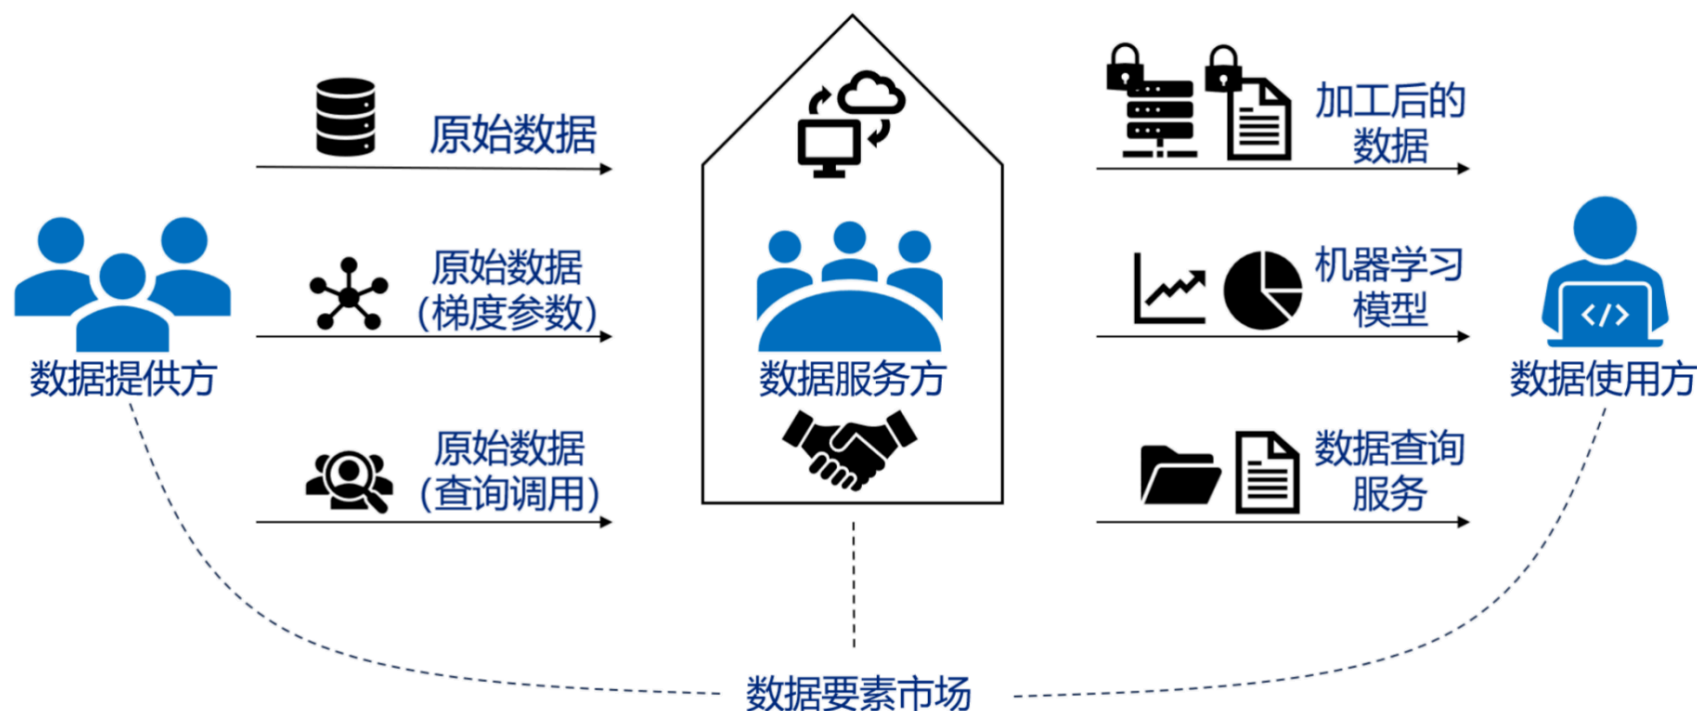 原始数据
加工后的
数据
原始数据
(梯度参数)
机器学习
模型
数据提供方
数据服务方
数据使用方
原始数据
(查询调用)
数据查询
服务
</>
数据要素市场